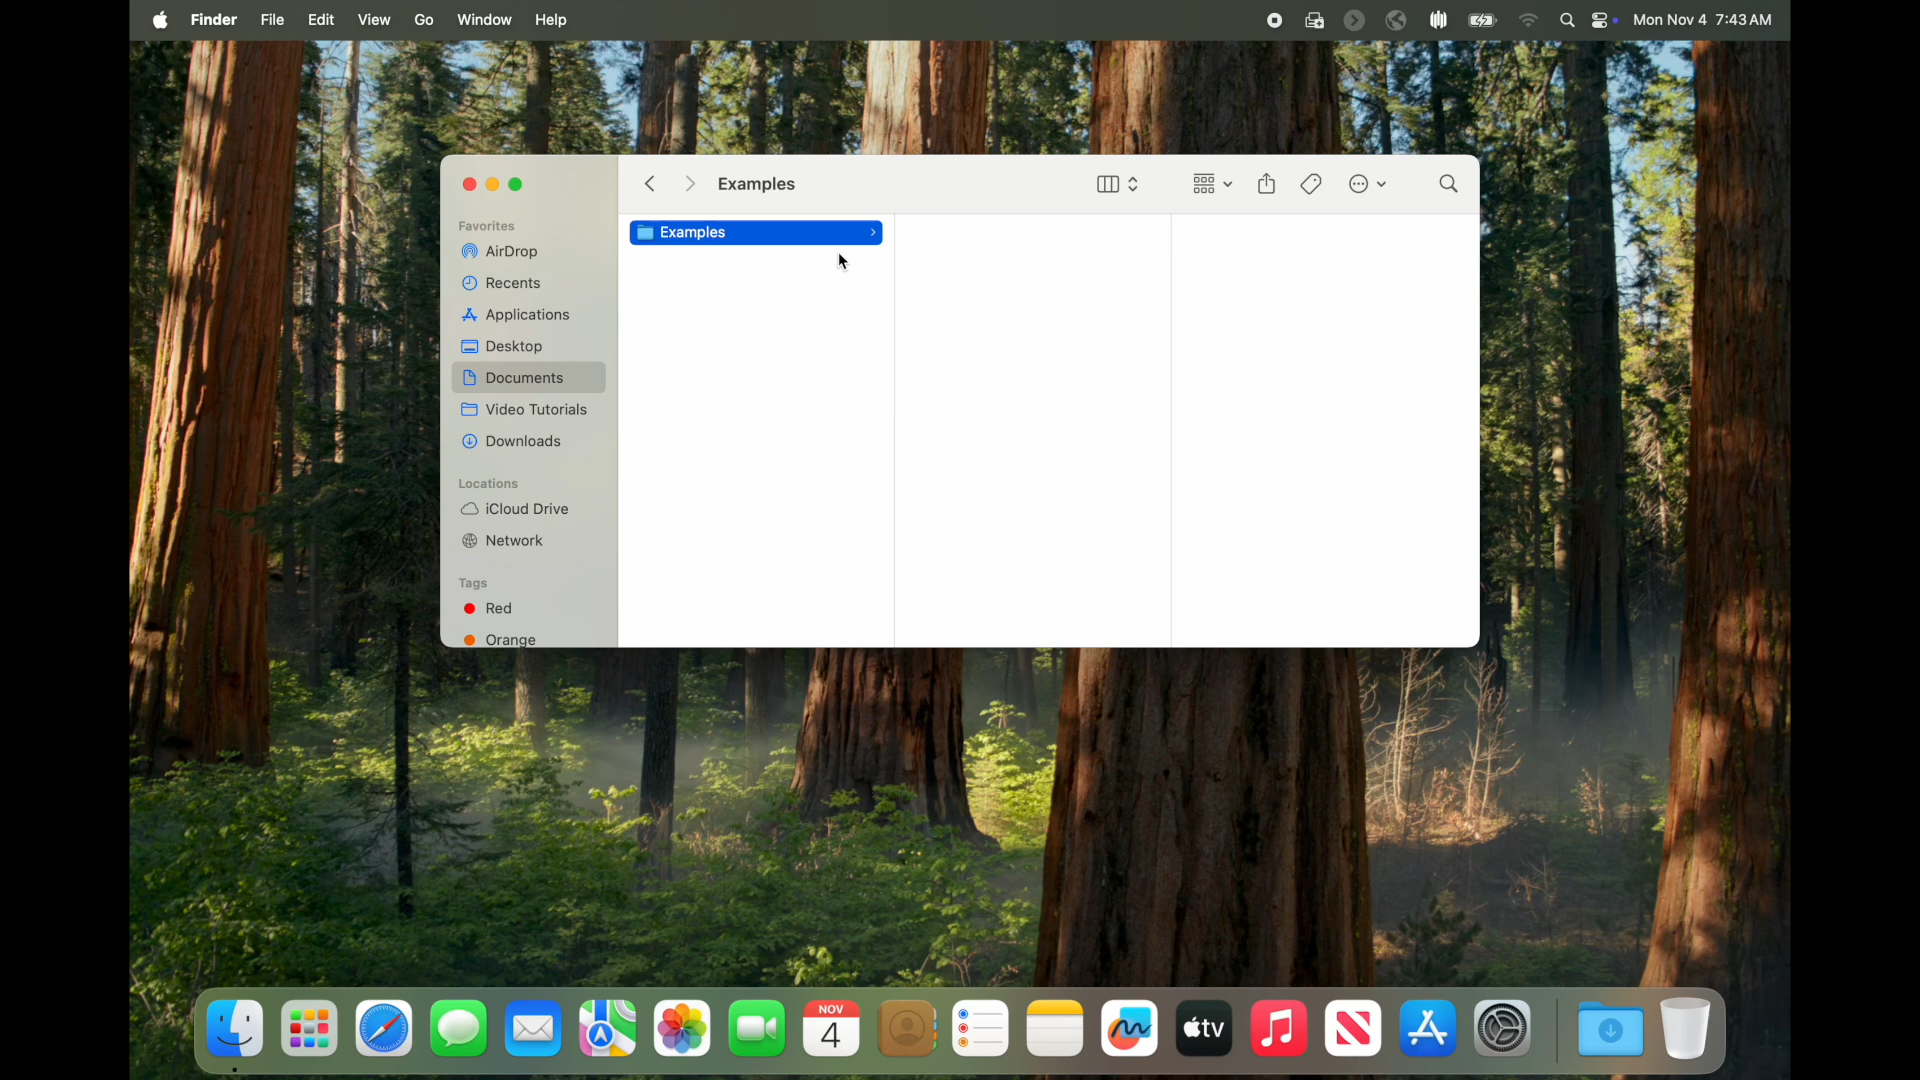 Finder File Edit View Go Window Help Mon Nov 4 7:43 AM
Examples
Favorites
AirDrop
Recents
Applications
Desktop
Documents
Video Tutorials
Downloads
Locations
iCloud Drive
Network
Tags
Red
Orange
Examples
NOV
4
tv